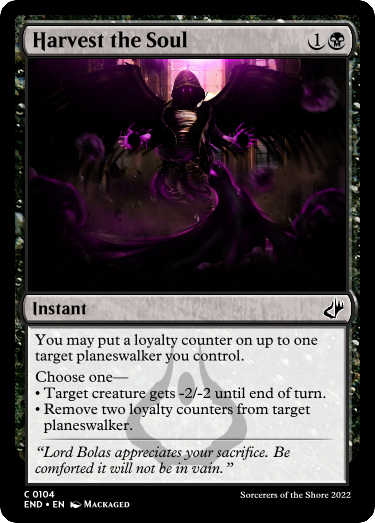 Harvest the Soul 1
Instant
You may put a loyalty counter on up to one
target planeswalker you control.
Choose one—
• Target creature gets -2/-2 until end of turn.
• Remove two loyalty counters from target
planeswalker.
“Lord Bolas appreciates your sacrifice. Be
comforted it will not be in vain.”
C 0104
END • EN Mackaged
Sorcerers of the Shore 2022